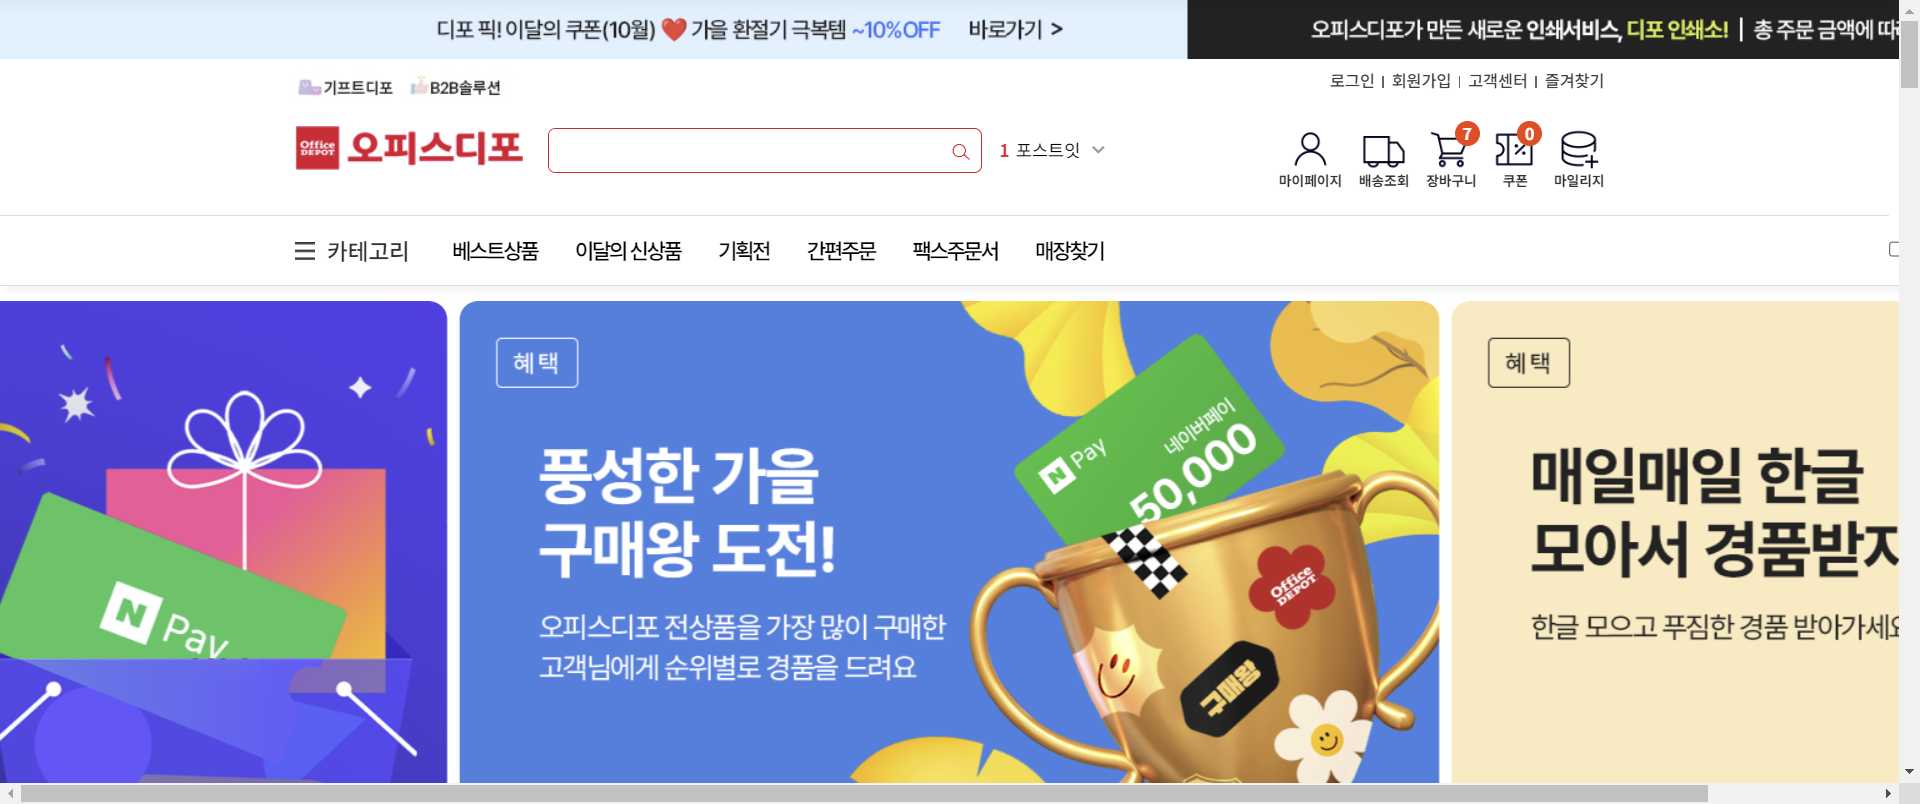 디포 픽! 이달의 쿠폰(10월) ❤️ 가을 환절기 극복템 ~10%OFF 바로가기 >
오피스디포가 만든 새로운 인쇄서비스, 디포 인쇄소! | 총 주문 금액에
기프트디포 B2B솔루션
로그인 | 회원가입 | 고객센터 | 즐겨찾기
Office DEPOT 오피스디포
1 포스트잇
7
0
마이페이지 배송조회 장바구니 쿠폰 마일리지
카테고리 베스트상품 이달의 신상품 기획전 간편주문 팩스주문서 매장찾기
N Pay
혜택
풍성한 가을
구매왕 도전!
오피스디포 전상품을 가장 많이 구매한
고객님에게 순위별로 경품을 드려요
N Pay
네이버페이
50,000
Office
DEPOT
구매왕
혜택
매일매일 한글
모아서 경품받
한글 모으고 푸짐한 경품 받아가세요